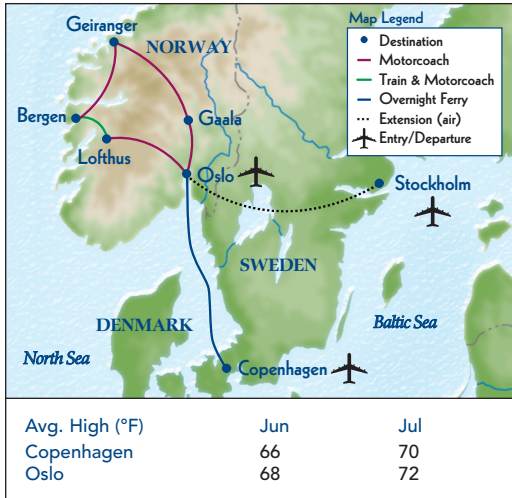 Geiranger
NORWAY
Bergen
Gaala
Lofthus
Oslo
Stockholm
SWEDEN
DENMARK
Baltic Sea
North Sea
Copenhagen
Map Legend
Destination
Motorcoach
Train & Motorcoach
Overnight Ferry
Extension (air)
Entry/Departure
Avg. High (°F) Jun Jul
Copenhagen 66 70
Oslo 68 72